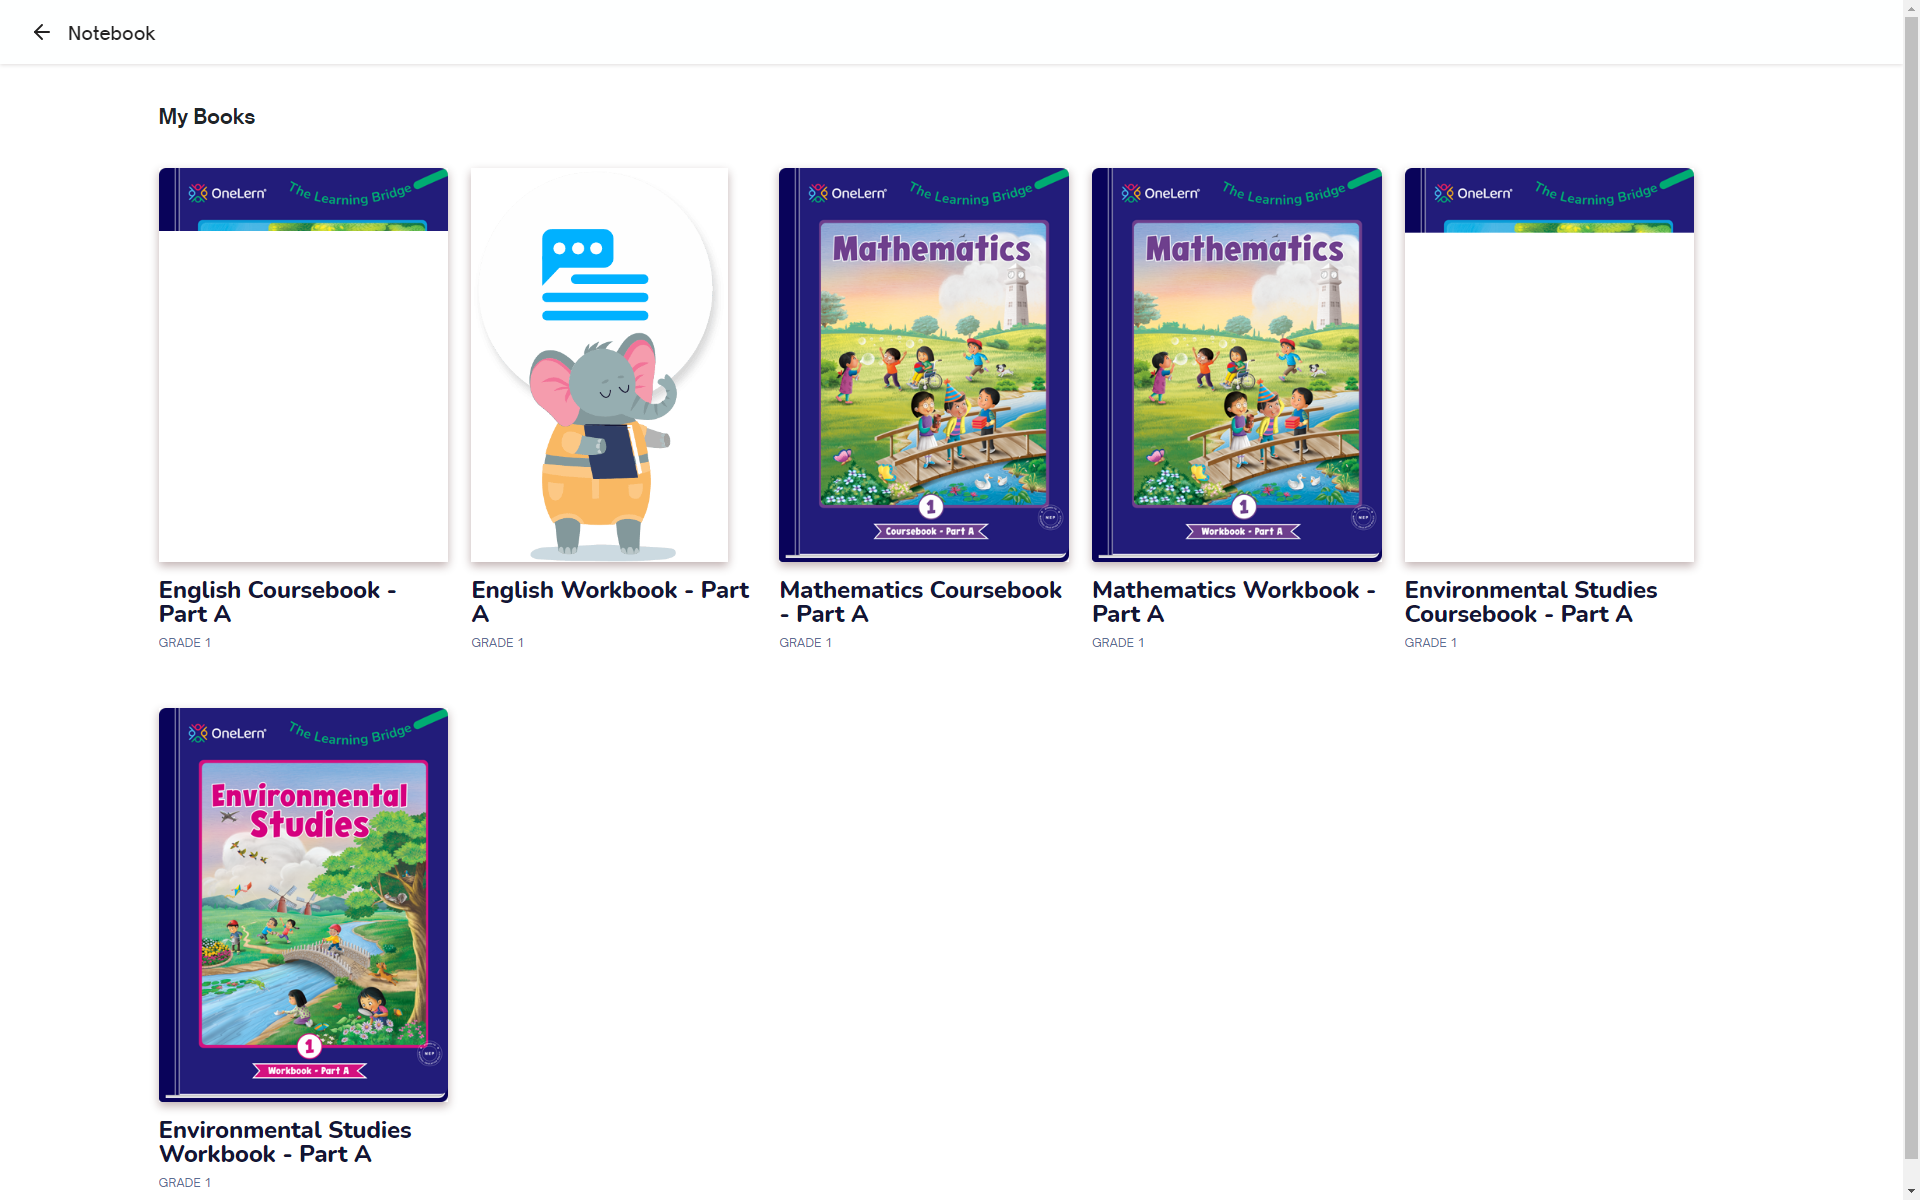 Notebook
My Books
OneLern
The Learning Bridge
OneLern
The Learning Bridge
Mathematics
1
Coursebook - Part A
NEP
OneLern
The Learning Bridge
Mathematics
1
Workbook - Part A
NEP
OneLern
The Learning Bridge
English Coursebook -
Part A
GRADE 1
English Workbook - Part
A
GRADE 1
Mathematics Coursebook
- Part A
GRADE 1
Mathematics Workbook -
Part A
GRADE 1
Environmental Studies
Coursebook - Part A
GRADE 1
OneLern
The Learning Bridge
Environmental
Studies
1
Workbook - Part A
NEP
Environmental Studies
Workbook - Part A
GRADE 1